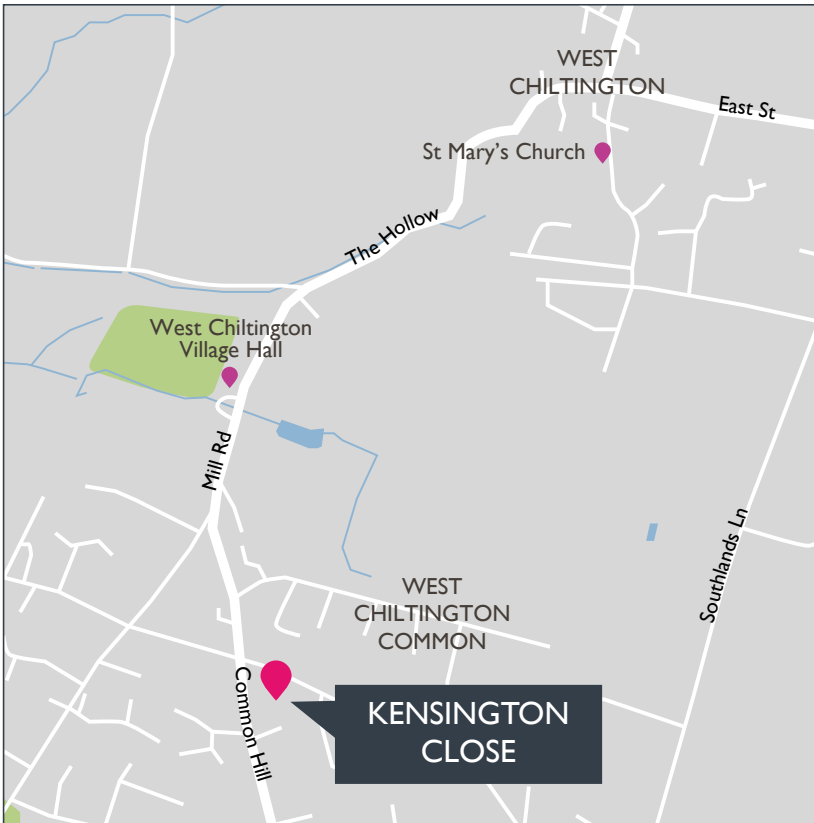 WEST
CHILTINGTON
East St
St Mary's Church
The Hollow
West Chiltington
Village Hall
Mill Rd
Southlands Ln
WEST
CHILTINGTON
COMMON
Common Hill
KENSINGTON
CLOSE